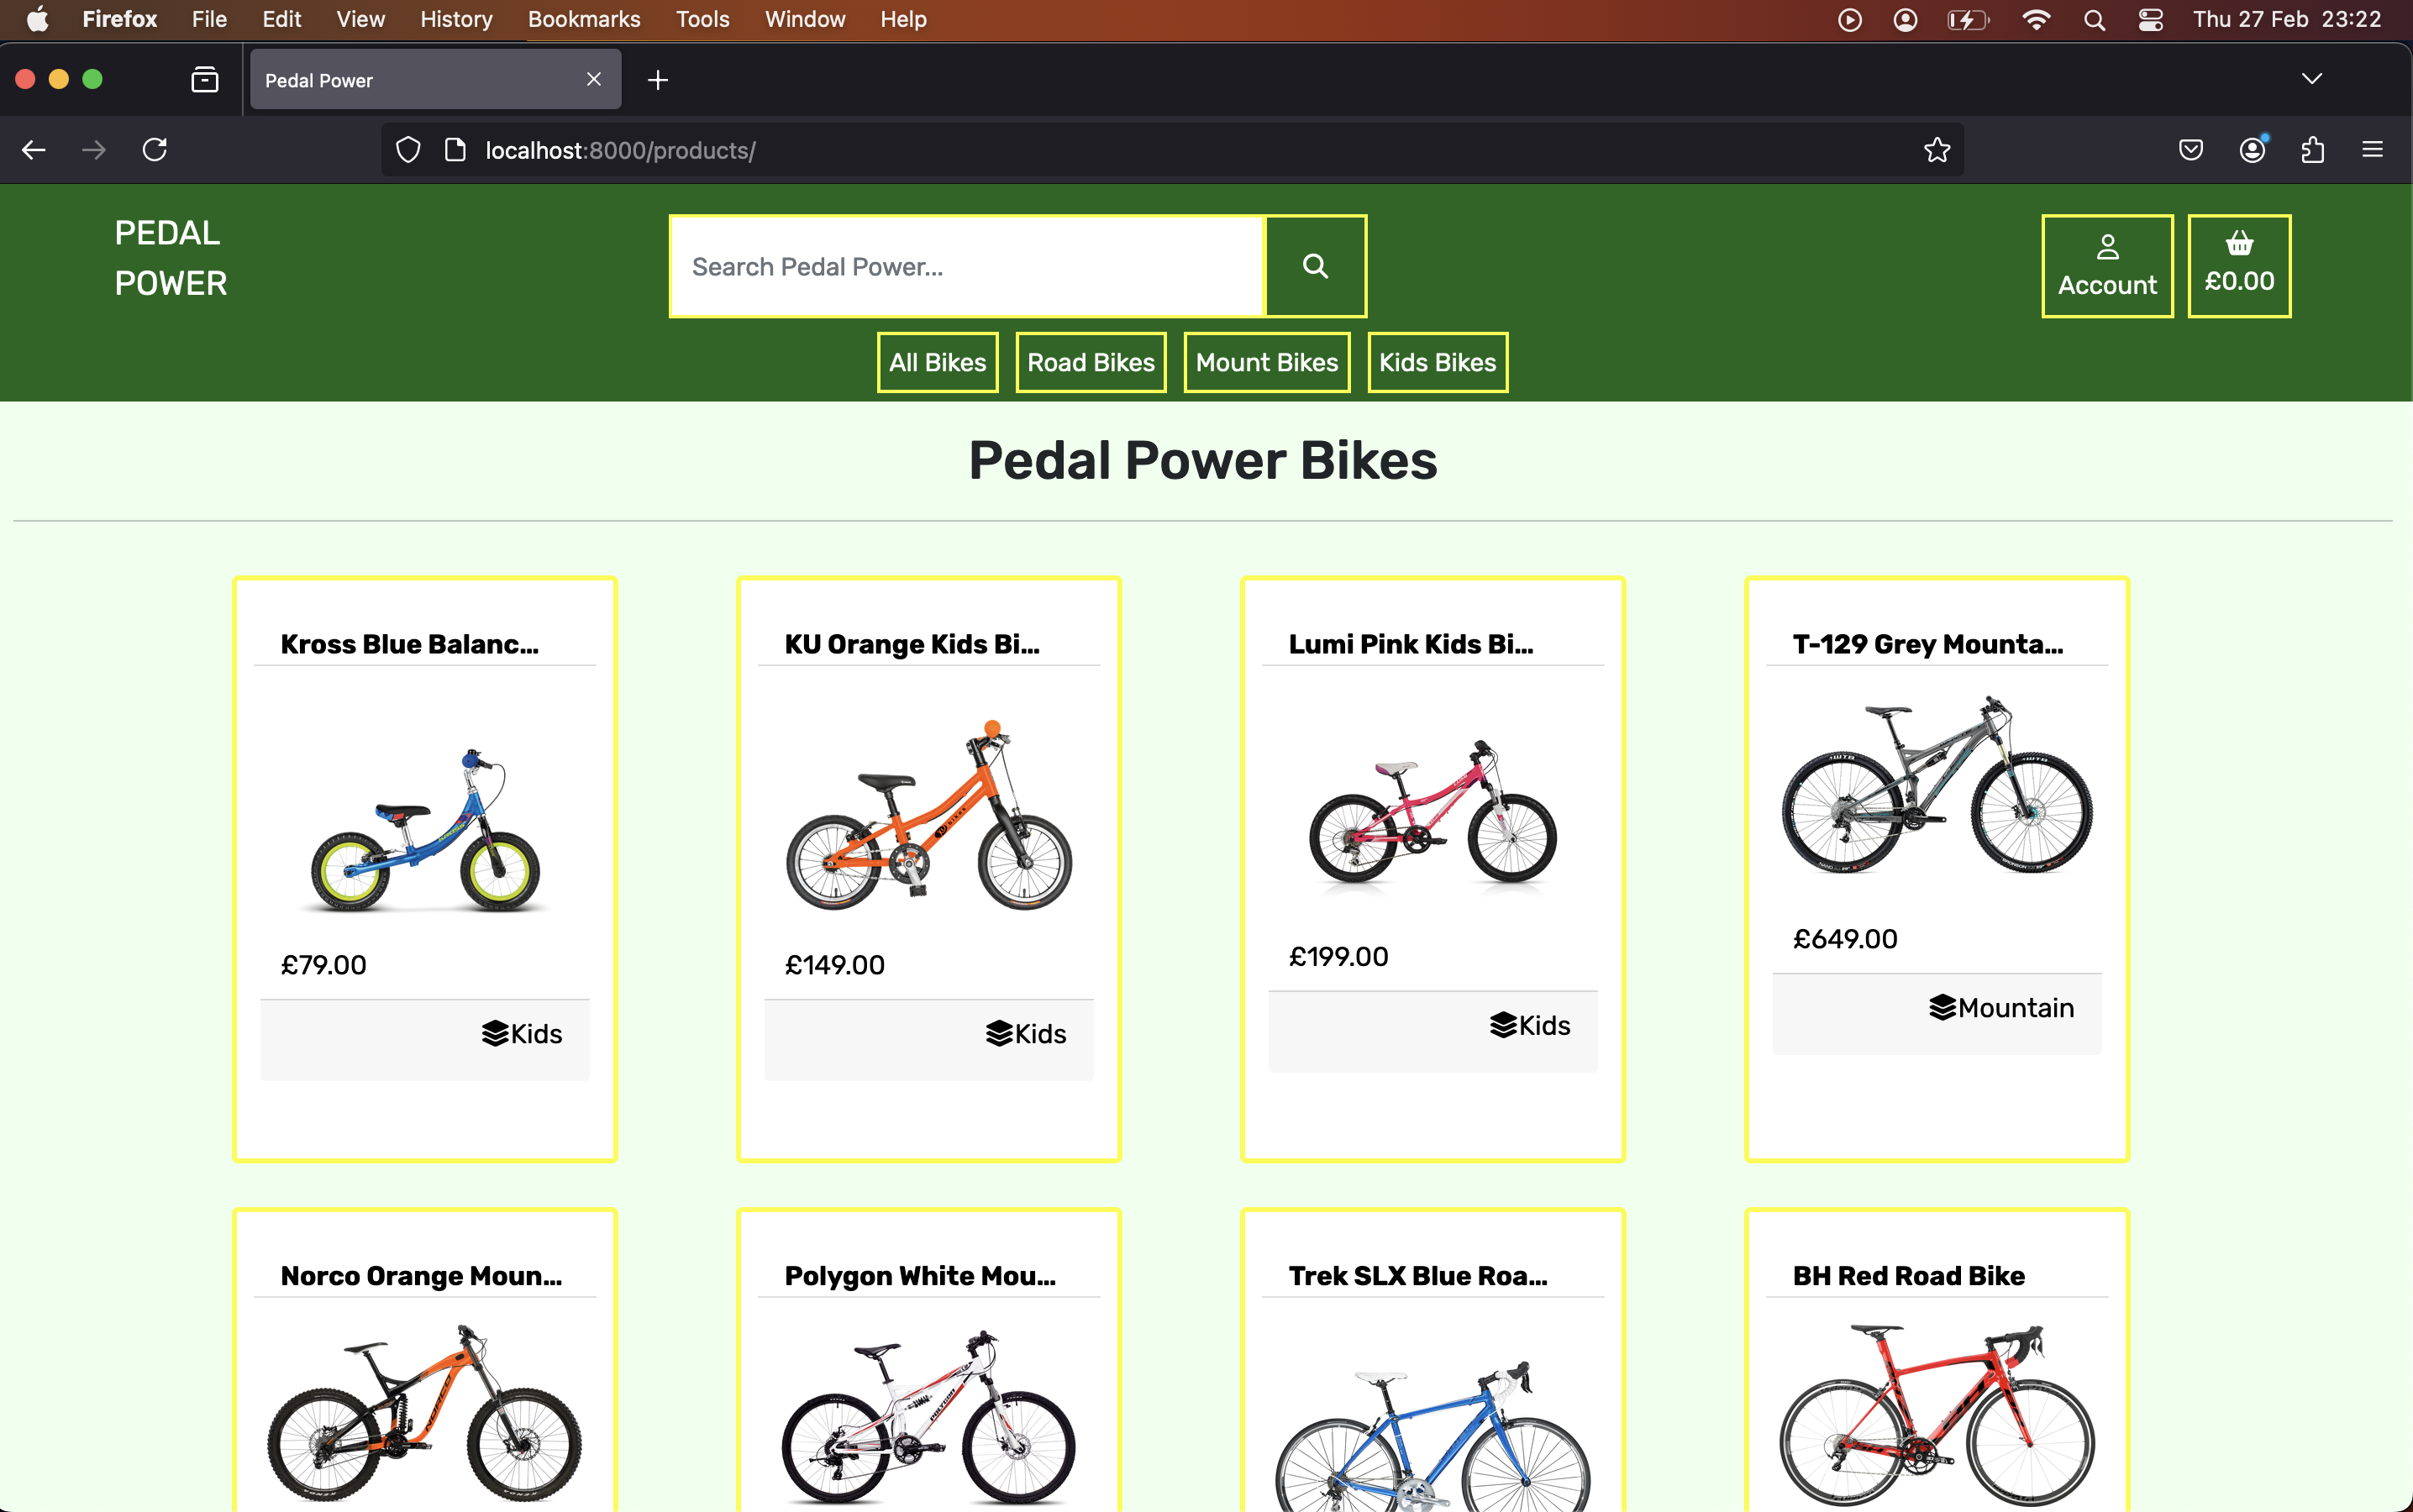 Firefox File Edit View History Bookmarks Tools Window Help Thu 27 Feb 23:22
Pedal Power
localhost:8000/products/
PEDAL
POWER
Search Pedal Power...
Account
£0.00
All Bikes Road Bikes Mount Bikes Kids Bikes
Pedal Power Bikes
Kross Blue Balanc...
£79.00
Kids
KU Orange Kids Bi...
£149.00
Kids
Lumi Pink Kids Bi...
£199.00
Kids
T-129 Grey Mounta...
WTB
WTB
£649.00
Mountain
Norco Orange Moun...
NORCO
Polygon White Mou...
POLYGON
Trek SLX Blue Roa...
BH Red Road Bike